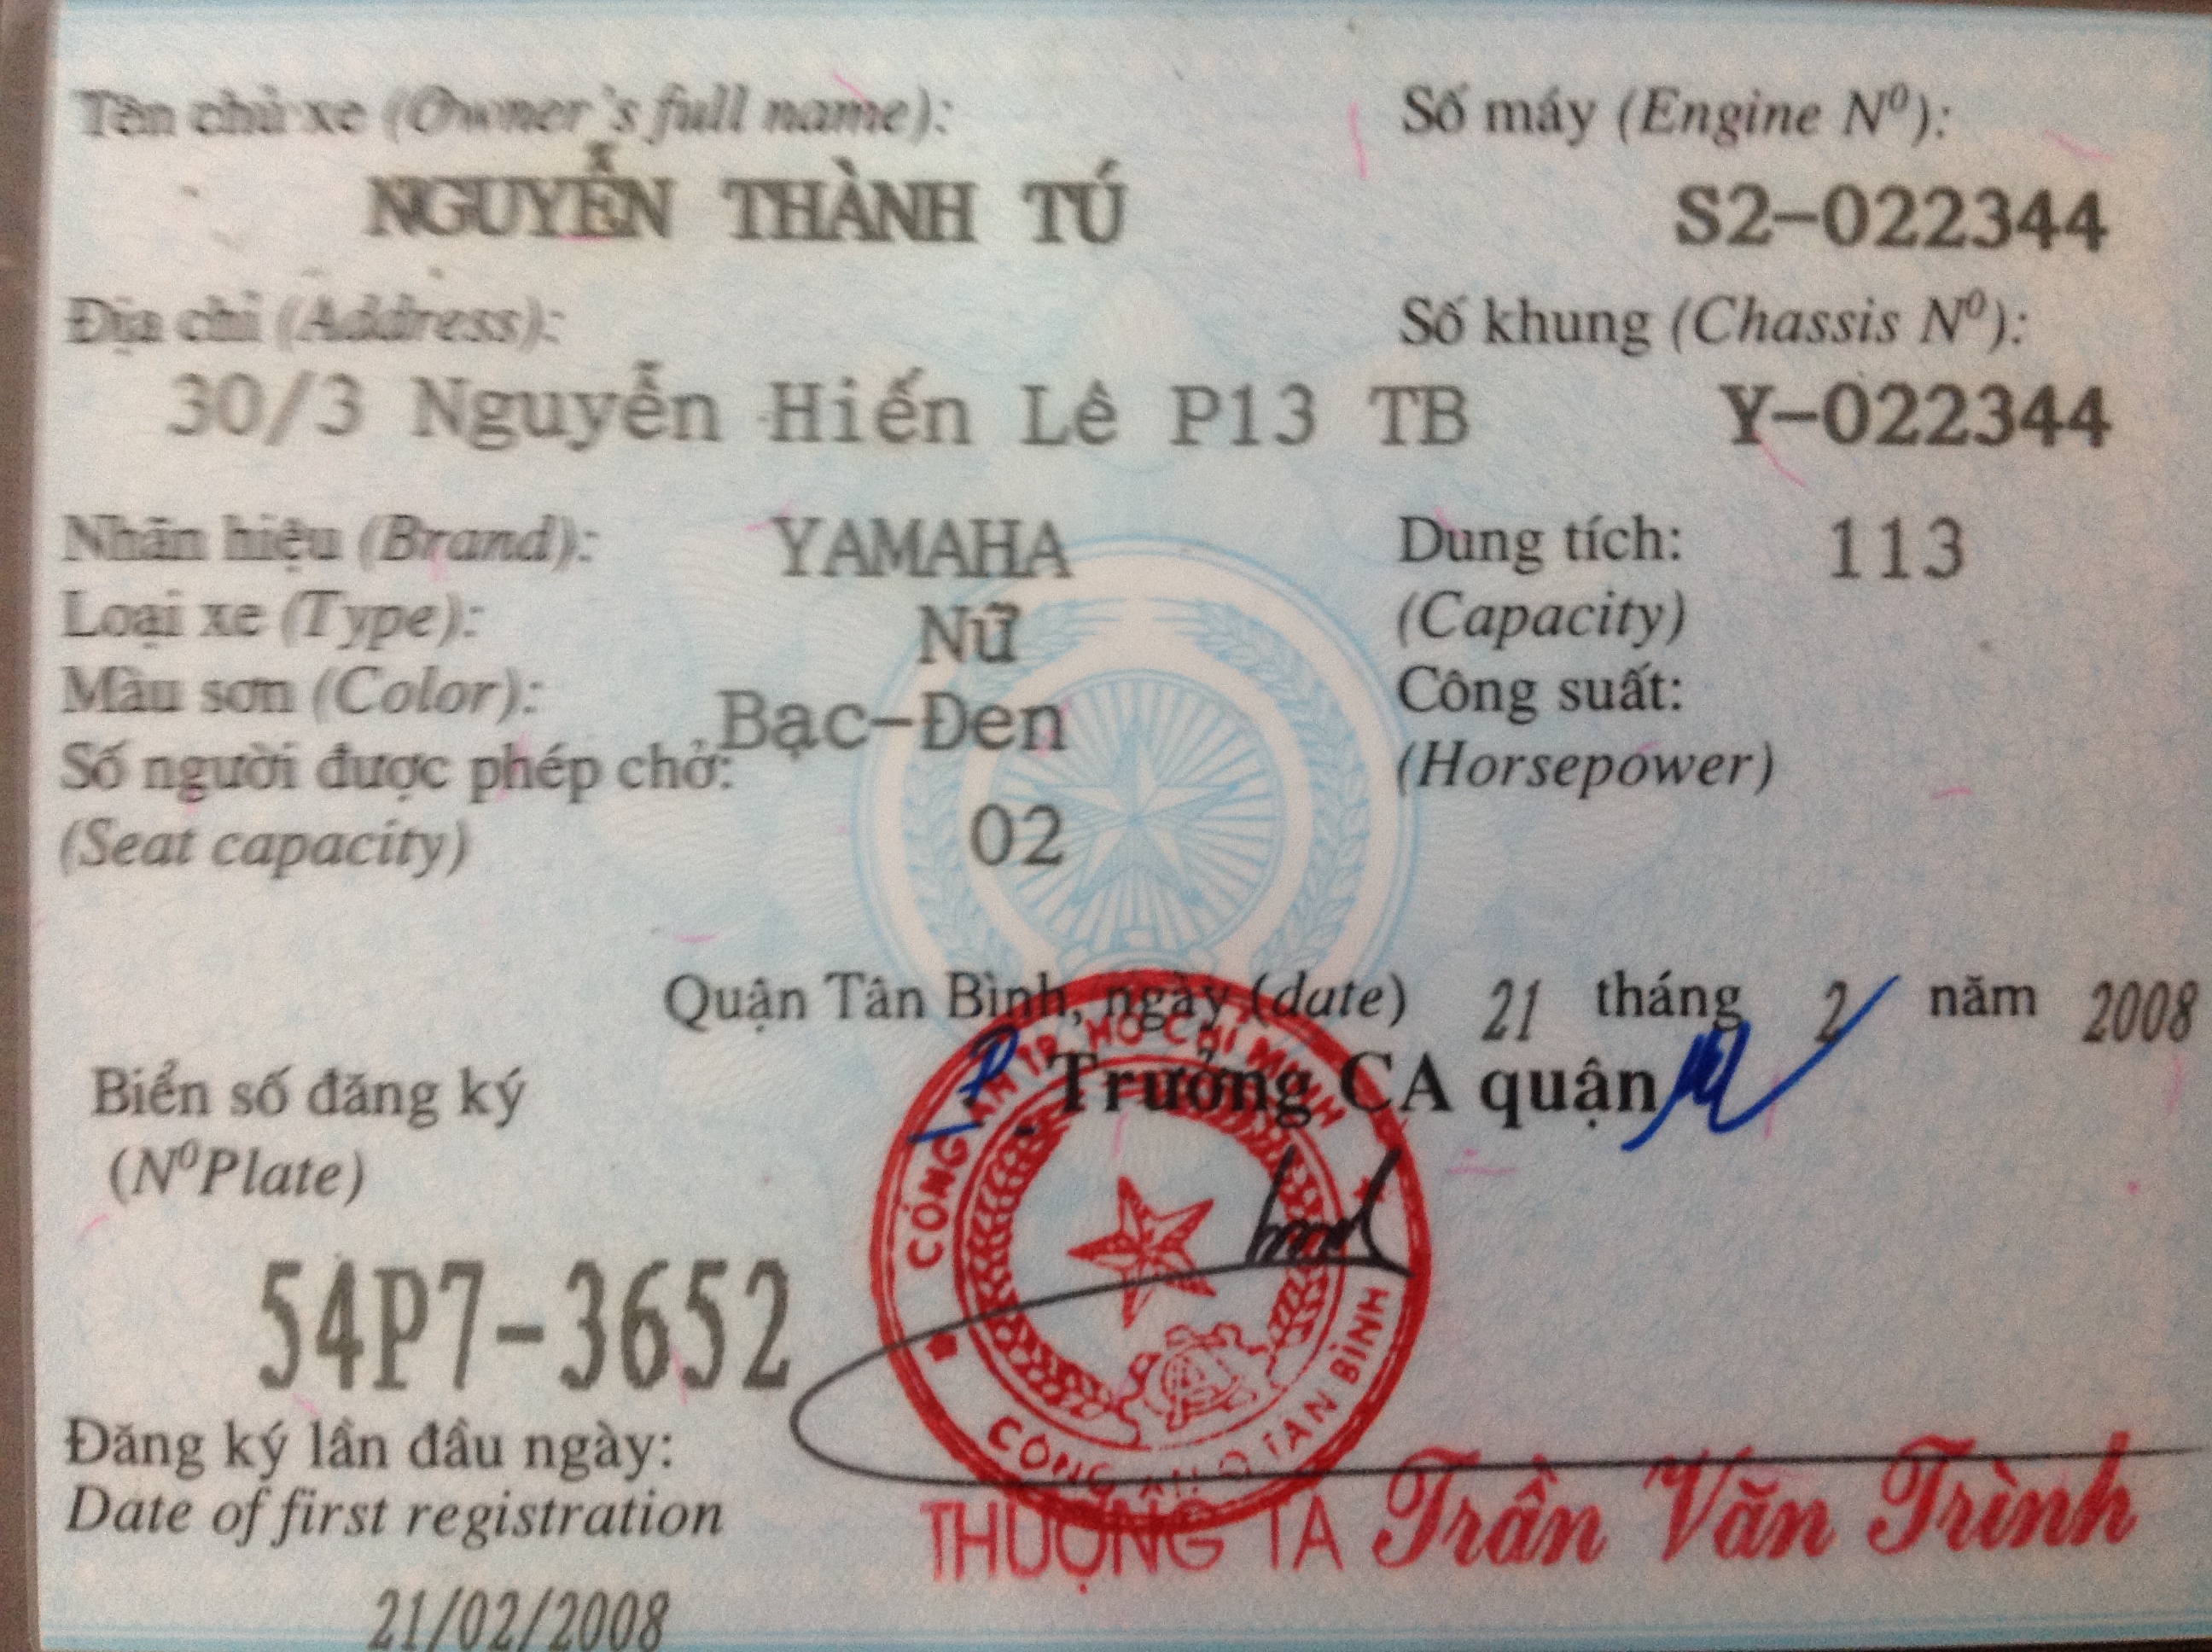 Tên chủ xe (Owner's full name):
NGUYỄN THÀNH TÚ
Địa chỉ (Address):
30/3 Nguyễn Hiến Lê P13 TB
Số máy (Engine N⁰):
S2-022344
Số khung (Chassis N⁰):
Y-022344
Nhãn hiệu (Brand): YAMAHA
Loại xe (Type): Nữ
Màu sơn (Color): Bạc-Đen
Số người được phép chở:
(Seat capacity) 02
Dung tích: 113
(Capacity)
Công suất:
(Horsepower)
Quận Tân Bình, ngày (date) 21 tháng 2 năm 2008
Trưởng CA quận
Biển số đăng ký
(N⁰Plate)
54P7-3652
Đăng ký lần đầu ngày:
Date of first registration
21/02/2008
CÔNG AN TP. HỒ CHÍ MINH
CÔNG AN Q TÂN BÌNH
THƯỢNG TÁ Trần Văn Trình